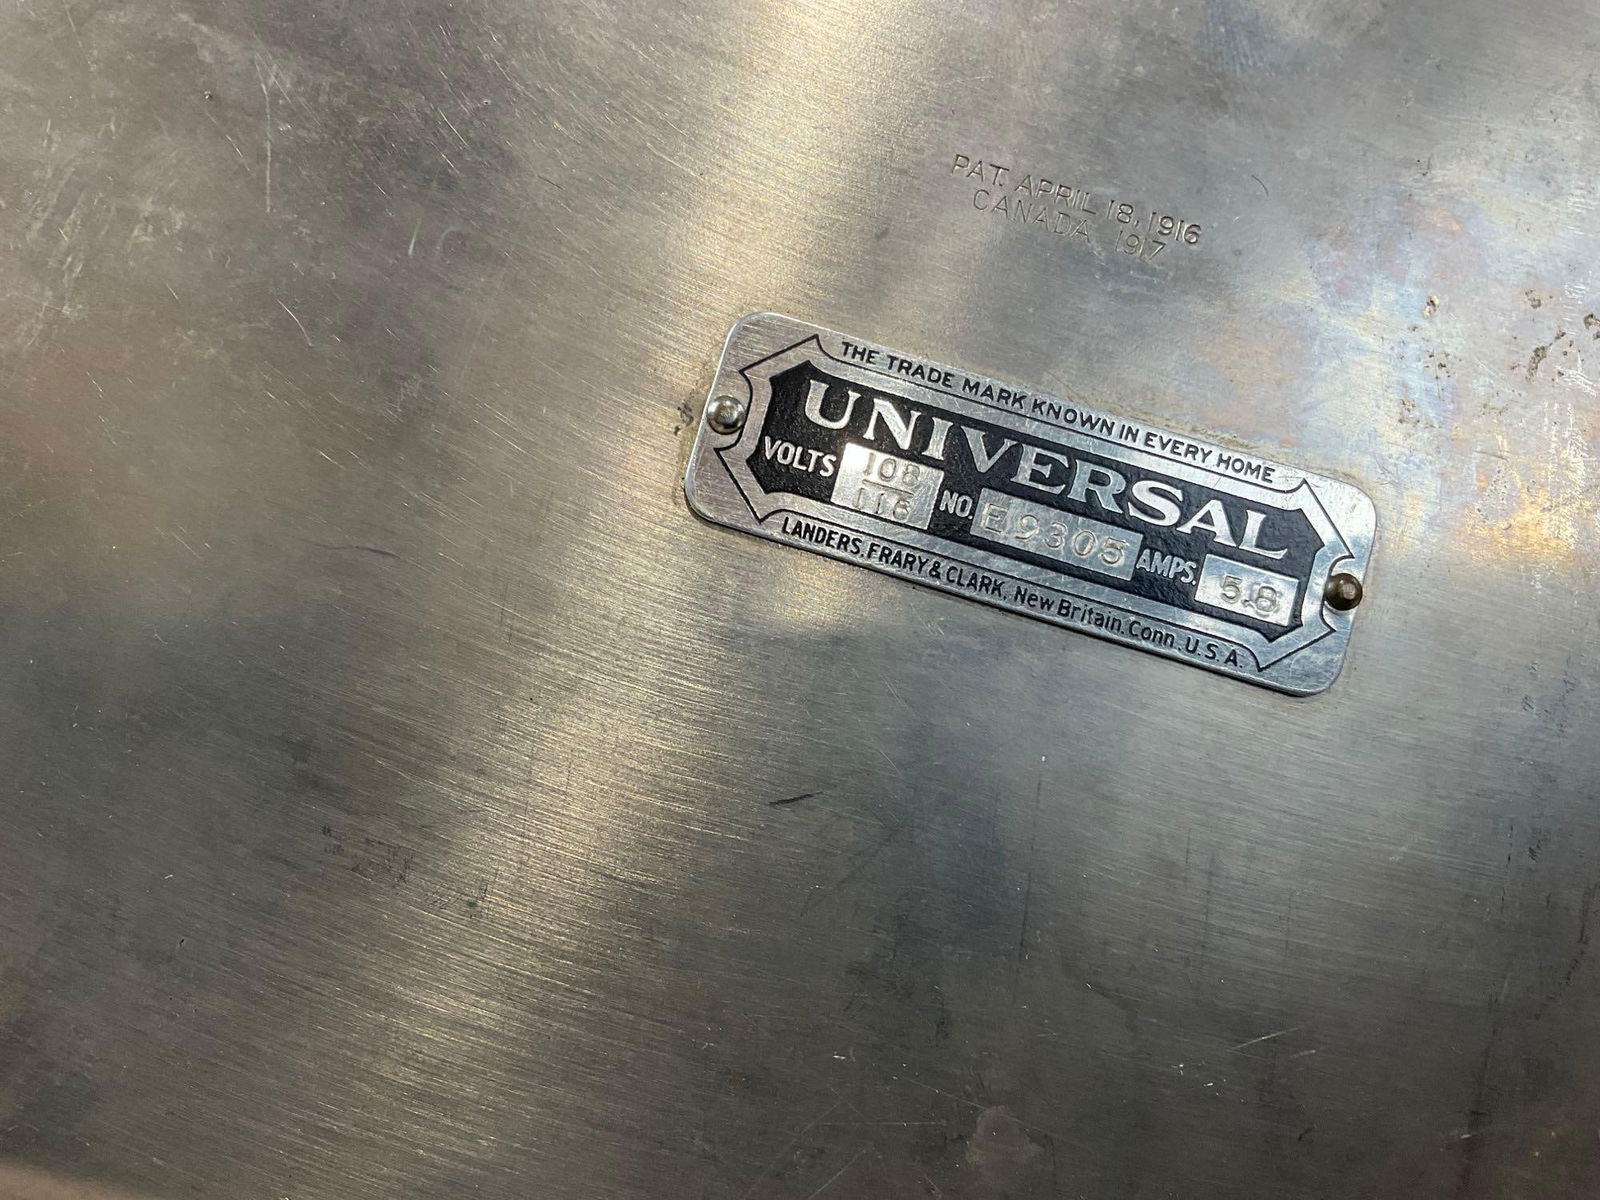 PAT. APRIL 18, 1916
CANADA 1917
THE TRADE MARK KNOWN IN EVERY HOME
UNIVERSAL
VOLTS 108 116 NO. E9305 AMPS. 5.8
LANDERS, FRARY & CLARK, New Britain, Conn. U.S.A.